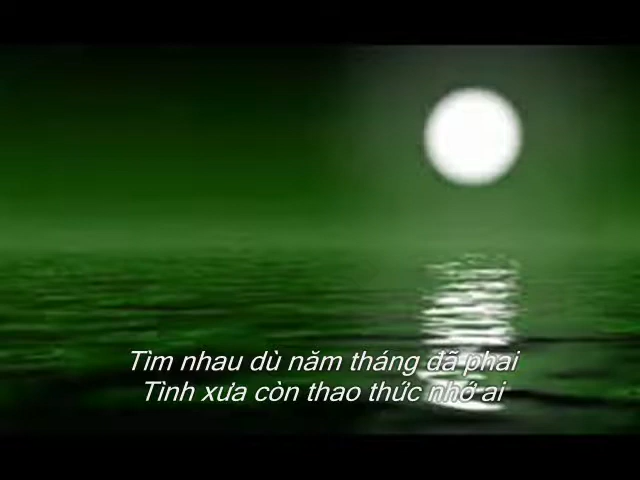 Tìm nhau dù năm tháng đã phai
Tình xưa còn thao thức nhớ ai